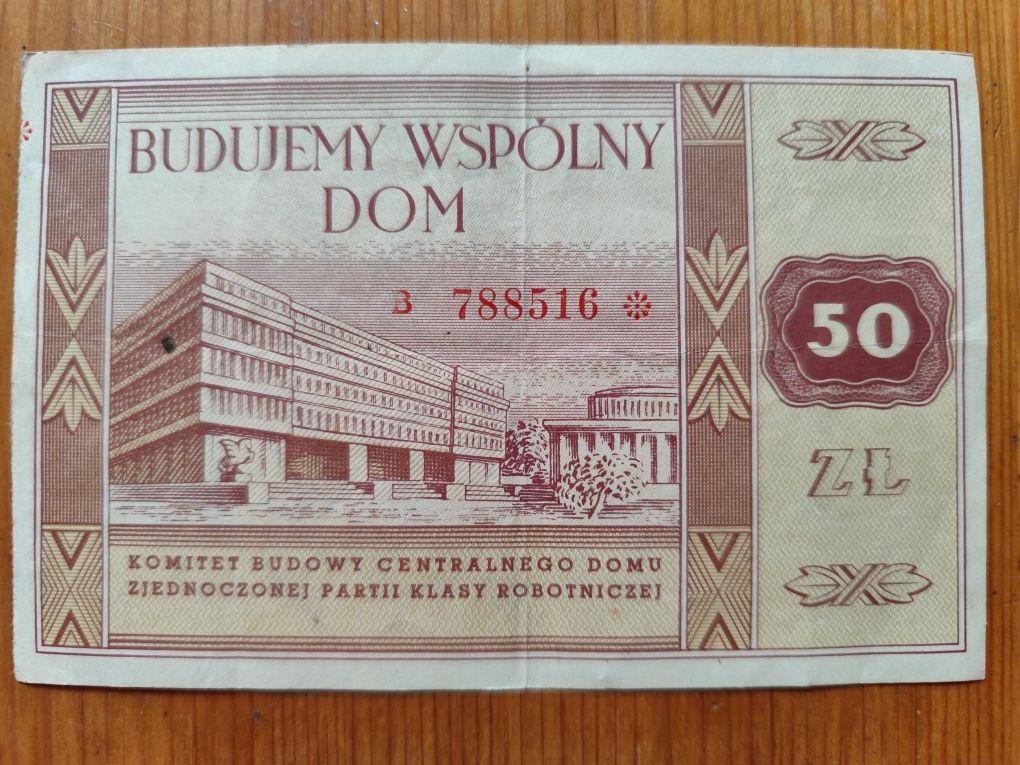 BUDUJEMY WSPÓLNY
DOM
B 788516
50
ZŁ
KOMITET BUDOWY CENTRALNEGO DOMU
ZJEDNOCZONEJ PARTII KLASY ROBOTNICZEJ